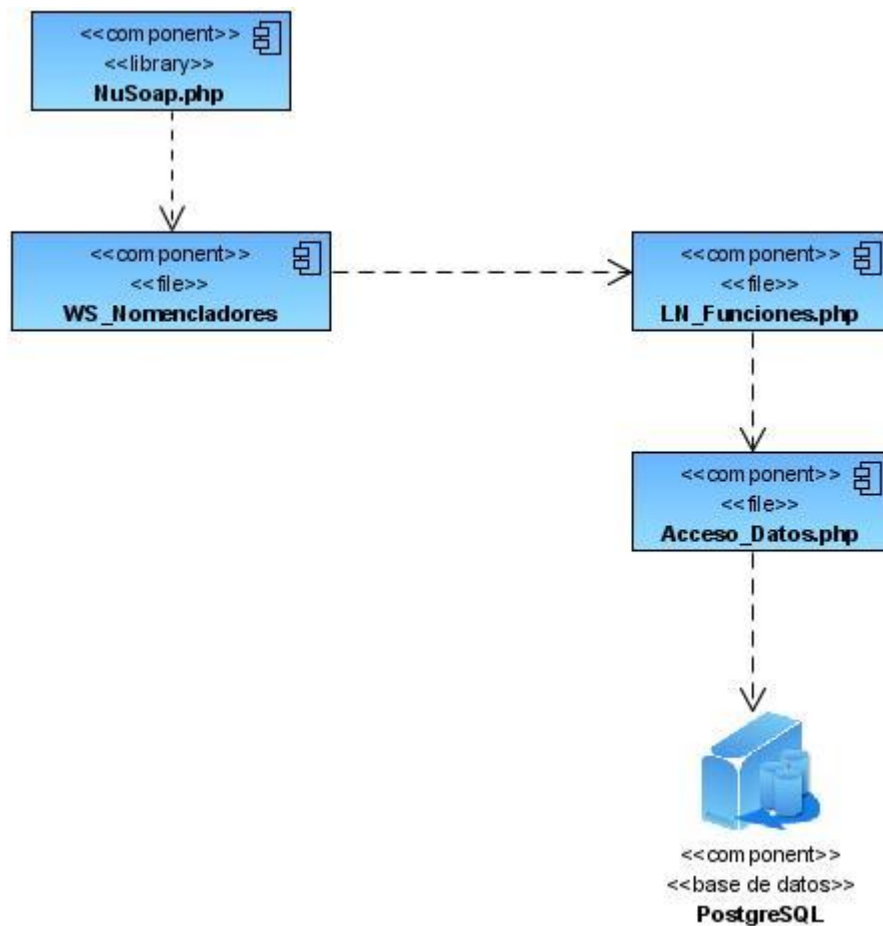 <<component>>
<<library>>
NuSoap.php
<<component>>
<<file>>
WS_Nomencladores
<<component>>
<<file>>
LN_Funciones.php
<<component>>
<<file>>
Acceso_Datos.php
<<component>>
<<base de datos>>
PostgreSQL